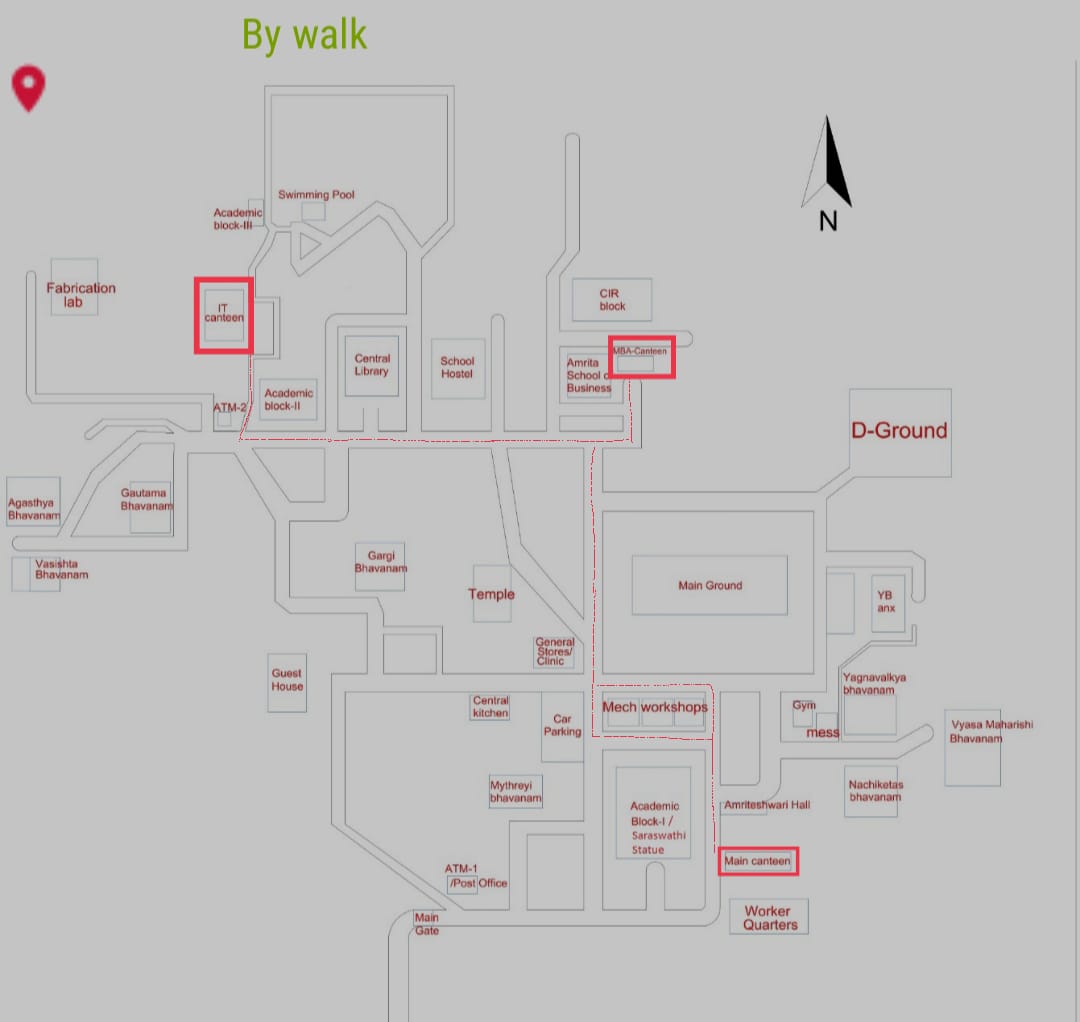 By walk
Swimming Pool
Academic
block-III
N
Fabrication
lab
IT
canteen
CIR
block
MBA-Canteen
Central
Library
School
Hostel
Amrita
School o
Business
Academic
block-II
ATM-2
D-Ground
Agasthya
Bhavanam
Gautama
Bhavanam
Vasishta
Bhavanam
Gargi
Bhavanam
Temple
Main Ground
YB
anx
General
Stores/
Clinic
Guest
House
Central
kitchen
Car
Parking
Mech workshops
Gym
mess
Yagnavalkya
bhavanam
Vyasa Maharishi
Bhavanam
Mythreyi
bhavanam
Academic
Block-I /
Saraswathi
Statue
Amriteshwari Hall
Nachiketas
bhavanam
Main canteen
ATM-1
/Post Office
Main
Gate
Worker
Quarters